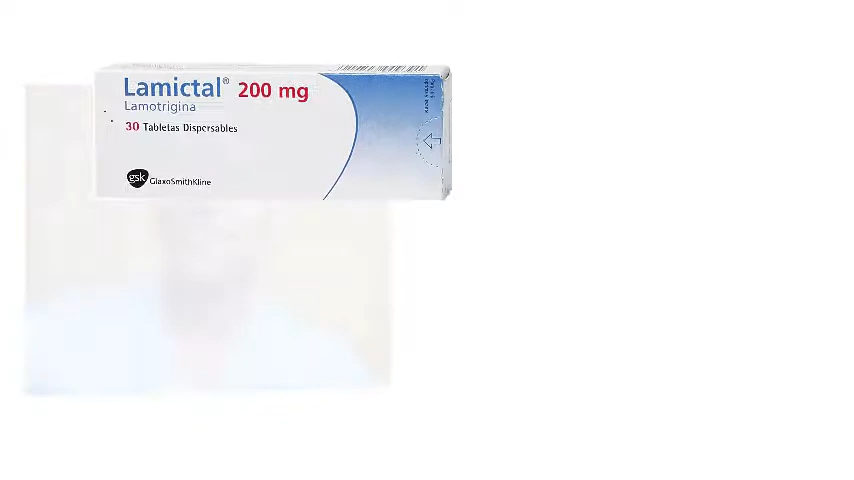 Lamictal® 200 mg
Lamotrigina
30 Tabletas Dispersables
gsk GlaxoSmithKline